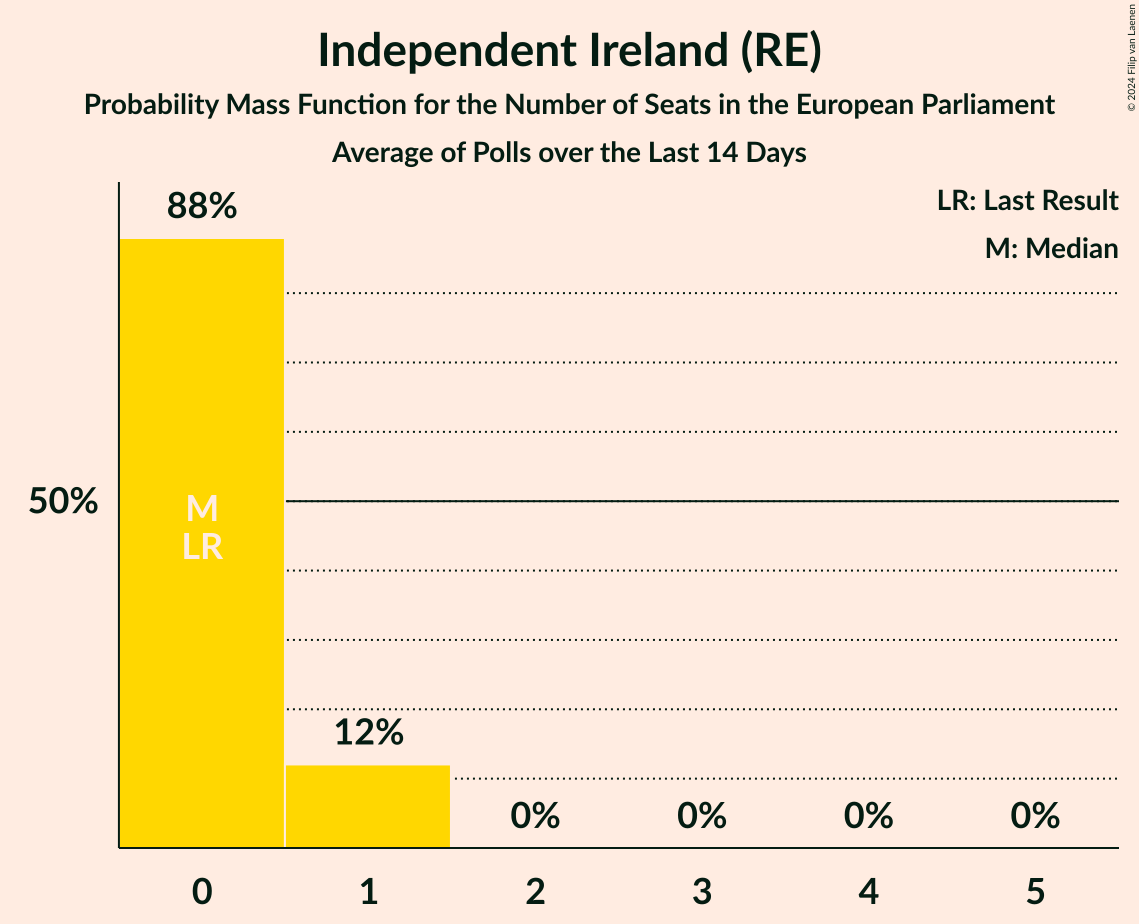 Independent Ireland (RE)
Probability Mass Function for the Number of Seats in the European Parliament
Average of Polls over the Last 14 Days
© 2024 Filip van Laenen
LR: Last Result
M: Median
88%
50%
M
LR
12%
0%
0%
0%
0%
0
1
2
3
4
5